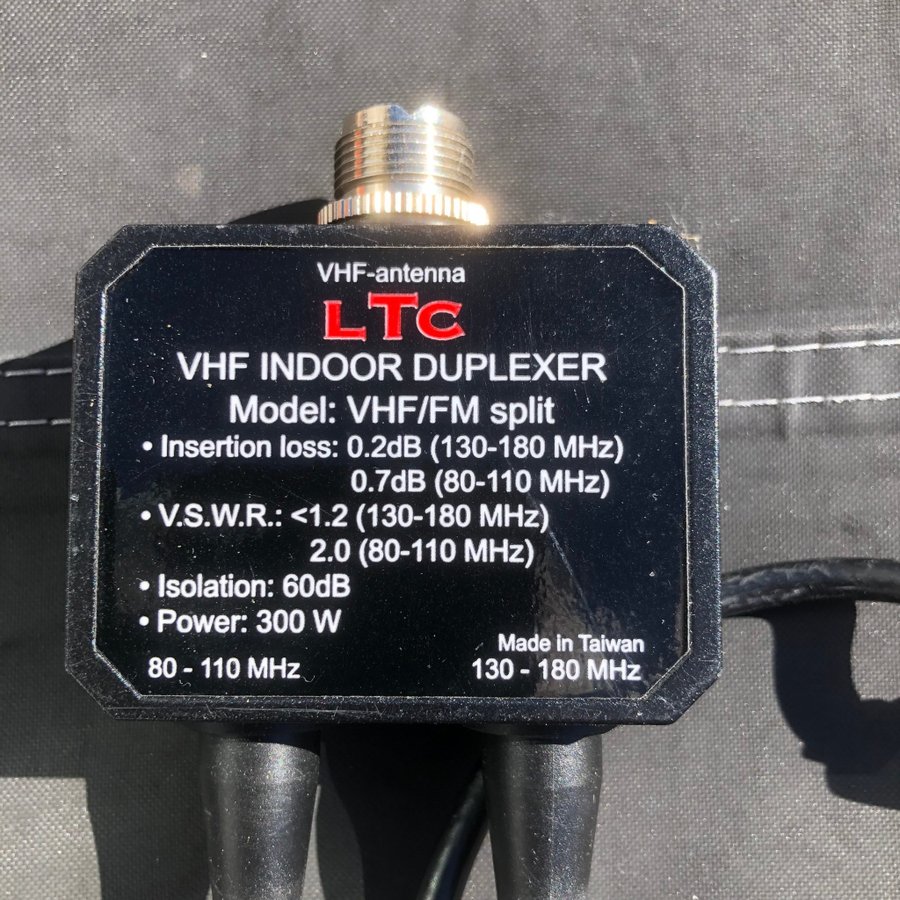 VHF-antenna
LTC
VHF INDOOR DUPLEXER
Model: VHF/FM split
• Insertion loss: 0.2dB (130-180 MHz)
0.7dB (80-110 MHz)
• V.S.W.R.: <1.2 (130-180 MHz)
2.0 (80-110 MHz)
• Isolation: 60dB
• Power: 300 W
Made in Taiwan
80 - 110 MHz 130 - 180 MHz